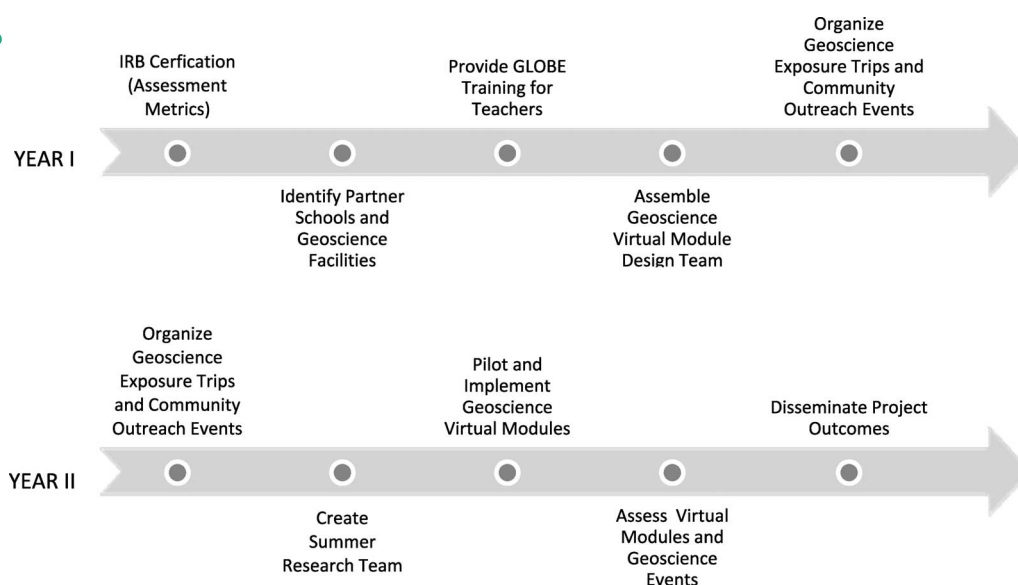 YEAR I
IRB Cerfication
(Assessment
Metrics)
Identify Partner
Schools and
Geoscience
Facilities
Provide GLOBE
Training for
Teachers
Assemble
Geoscience
Virtual Module
Design Team
Organize
Geoscience
Exposure Trips and
Community
Outreach Events
YEAR II
Organize
Geoscience
Exposure Trips
and Community
Outreach Events
Create
Summer
Research Team
Pilot and
Implement
Geoscience
Virtual Modules
Assess Virtual
Modules and
Geoscience
Events
Disseminate Project
Outcomes